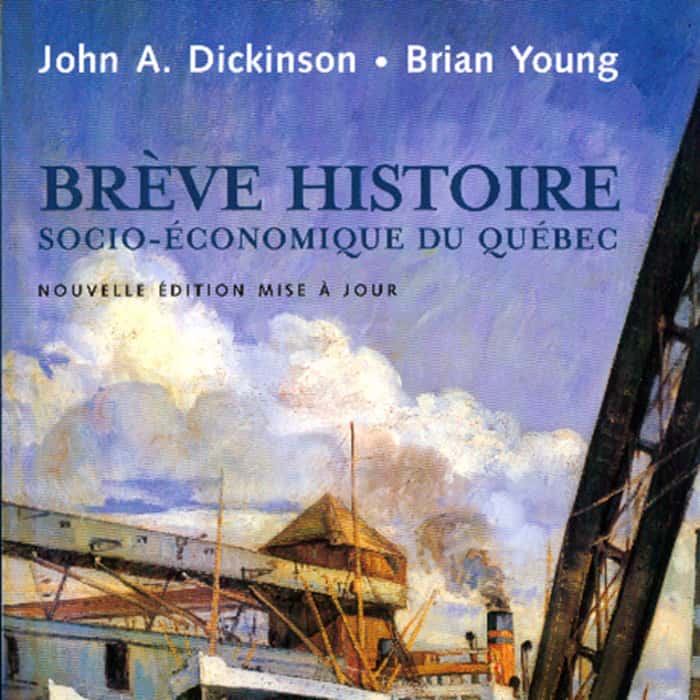 John A. Dickinson • Brian Young
BRÈVE HISTOIRE
SOCIO-ÉCONOMIQUE DU QUÉBEC
NOUVELLE ÉDITION MISE À JOUR